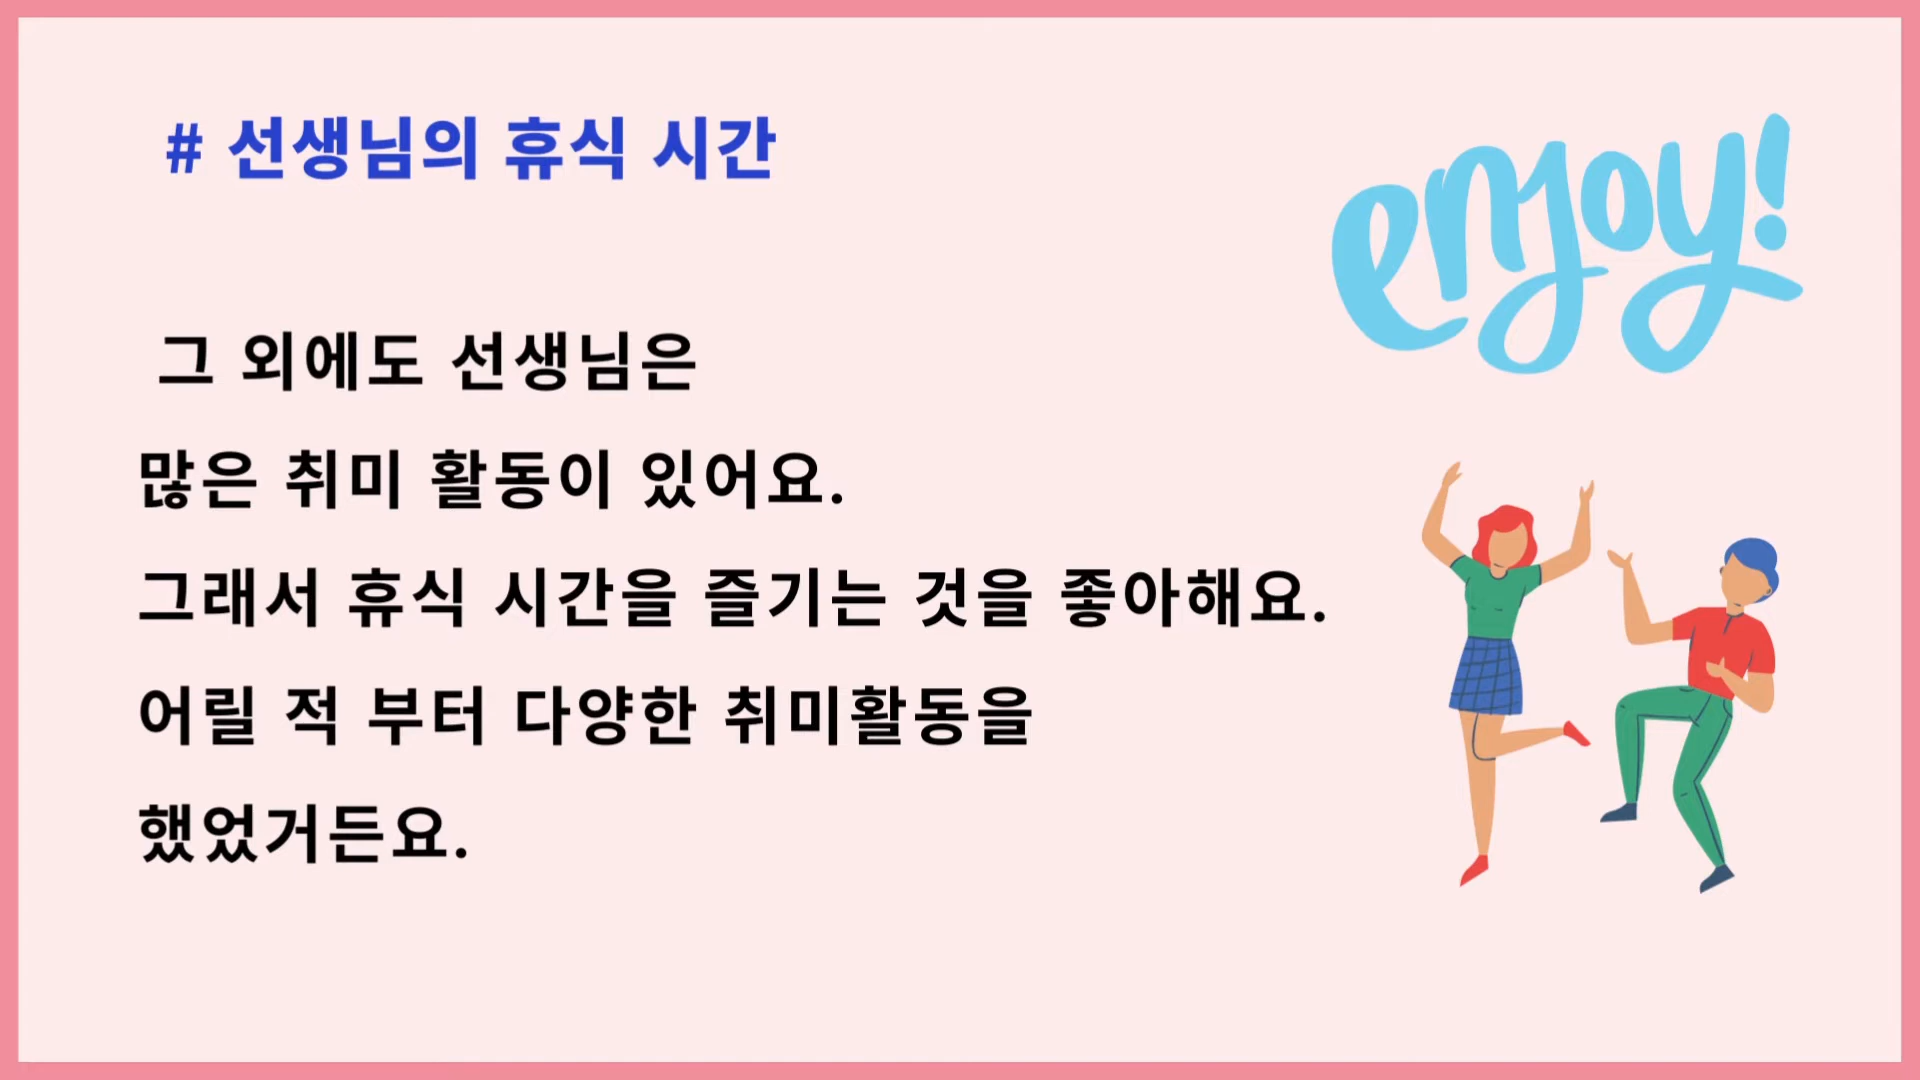 # 선생님의 휴식 시간
enjoy!
그 외에도 선생님은
많은 취미 활동이 있어요.
그래서 휴식 시간을 즐기는 것을 좋아해요.
어릴 적 부터 다양한 취미활동을
했었거든요.